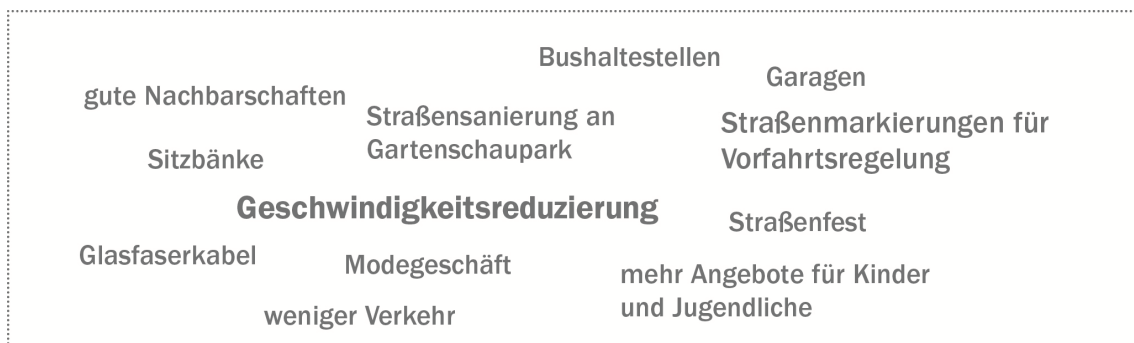 Bushaltestellen
Garagen
gute Nachbarschaften
Straßensanierung an
Gartenschaupark
Straßenmarkierungen für
Vorfahrtsregelung
Sitzbänke
Geschwindigkeitsreduzierung
Straßenfest
Glasfaserkabel
Modegeschäft
mehr Angebote für Kinder
und Jugendliche
weniger Verkehr